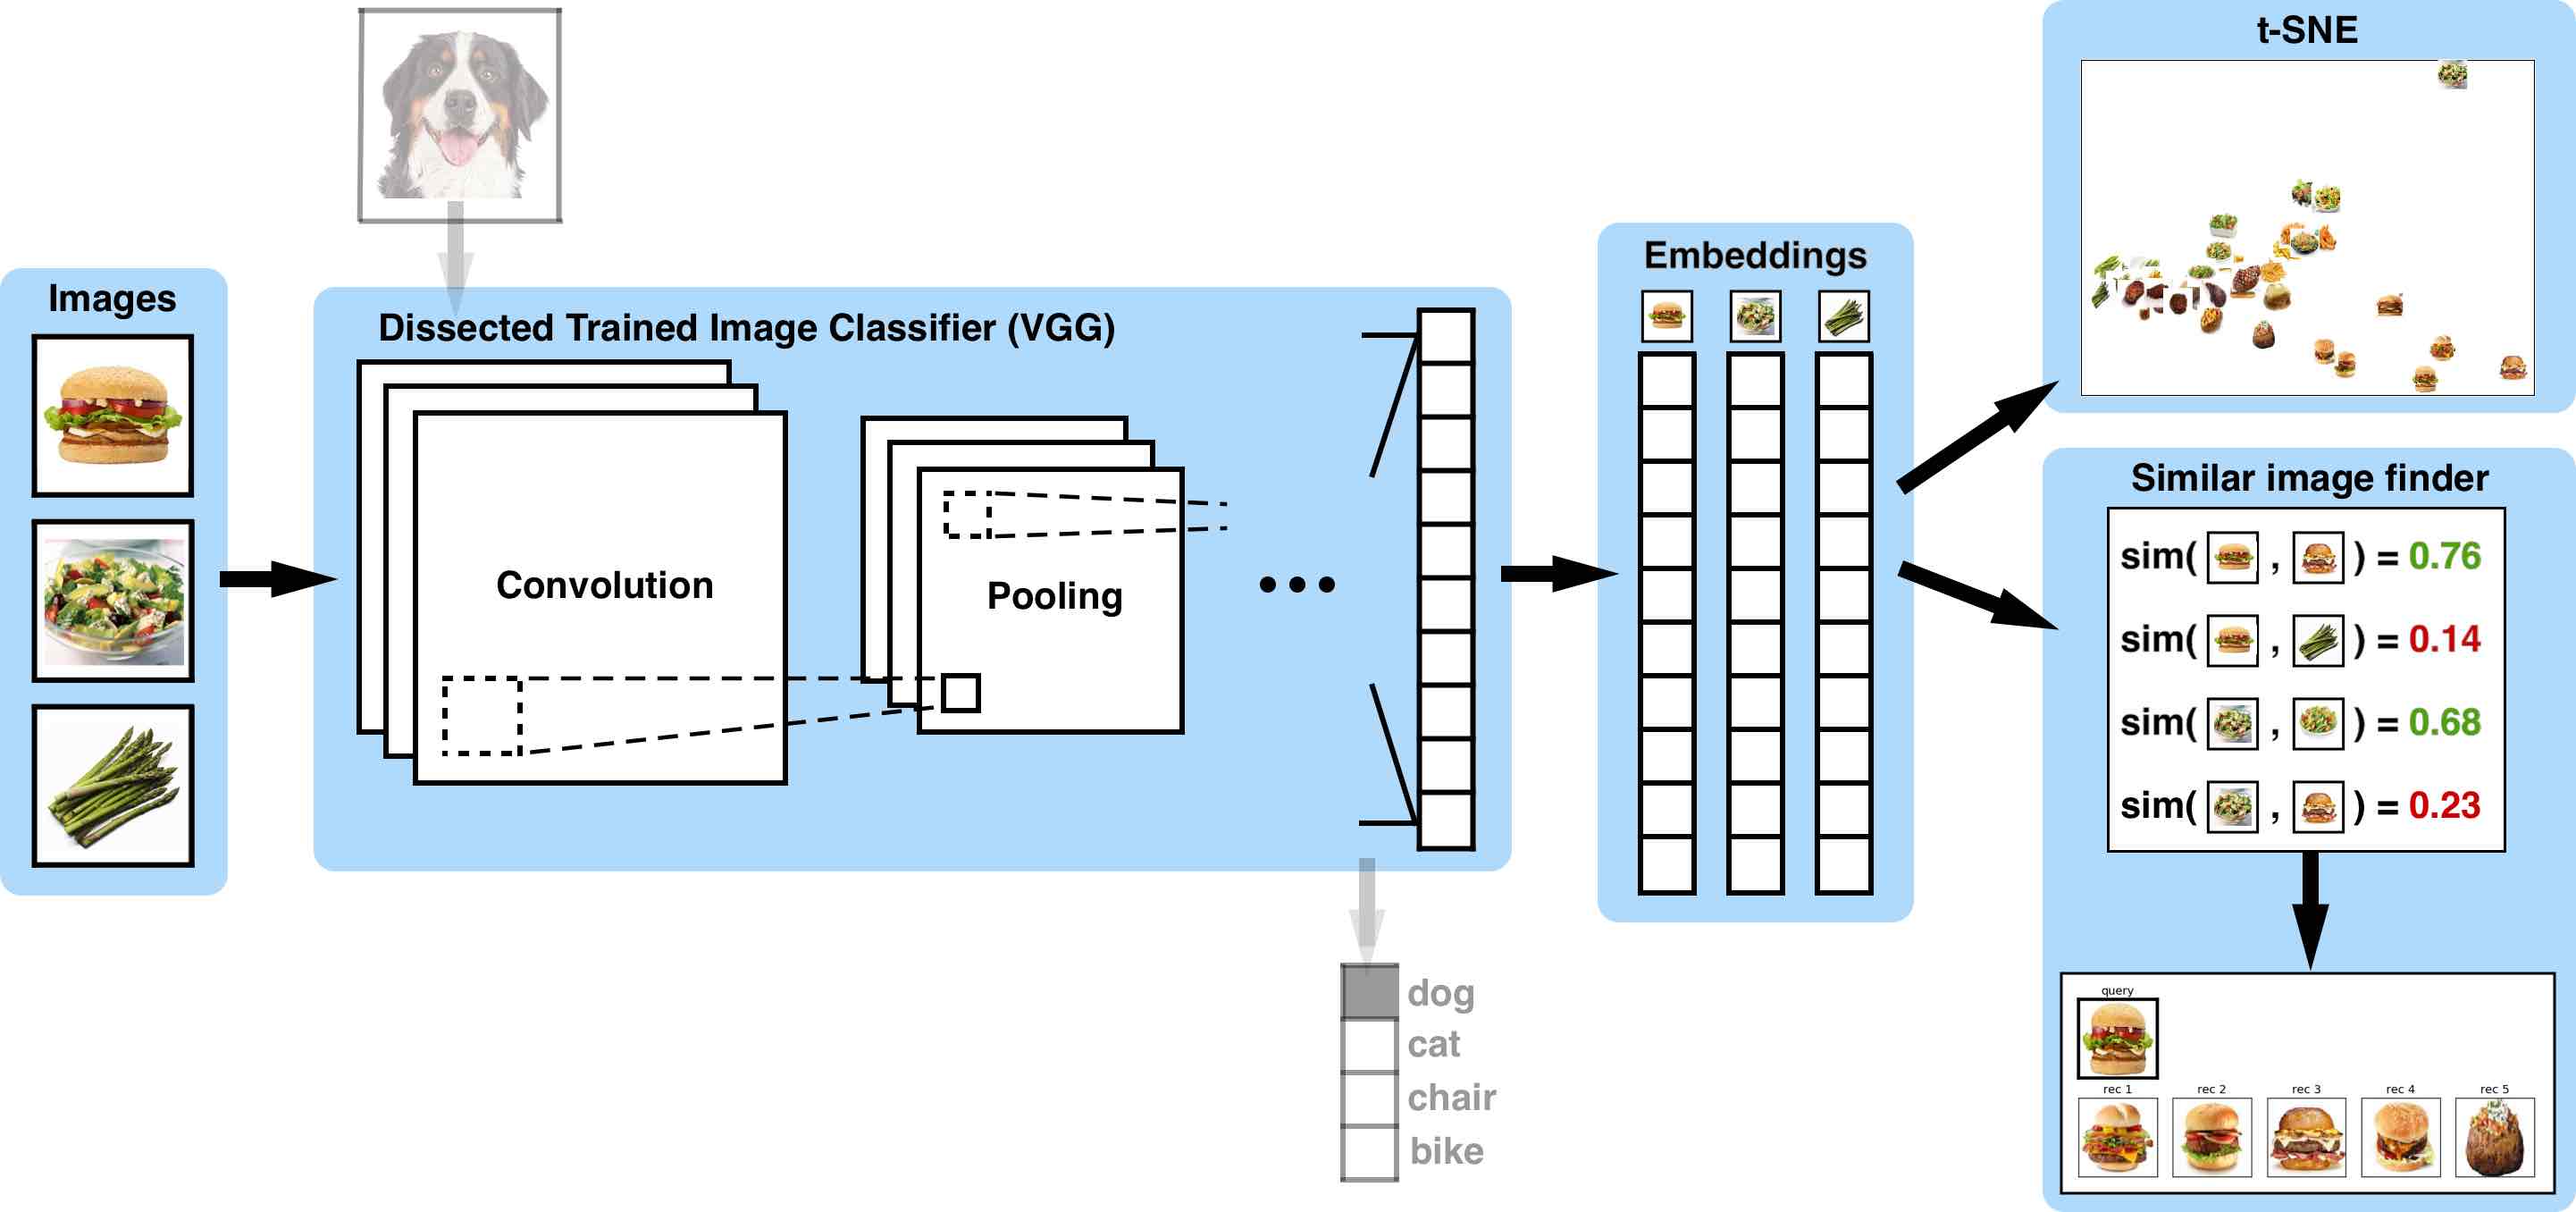 Images
Dissected Trained Image Classifier (VGG)
Convolution
Pooling
dog
cat
chair
bike
Embeddings
t-SNE
Similar image finder
sim( , ) = 0.76
sim( , ) = 0.14
sim( , ) = 0.68
sim( , ) = 0.23
query
rec 1 rec 2 rec 3 rec 4 rec 5